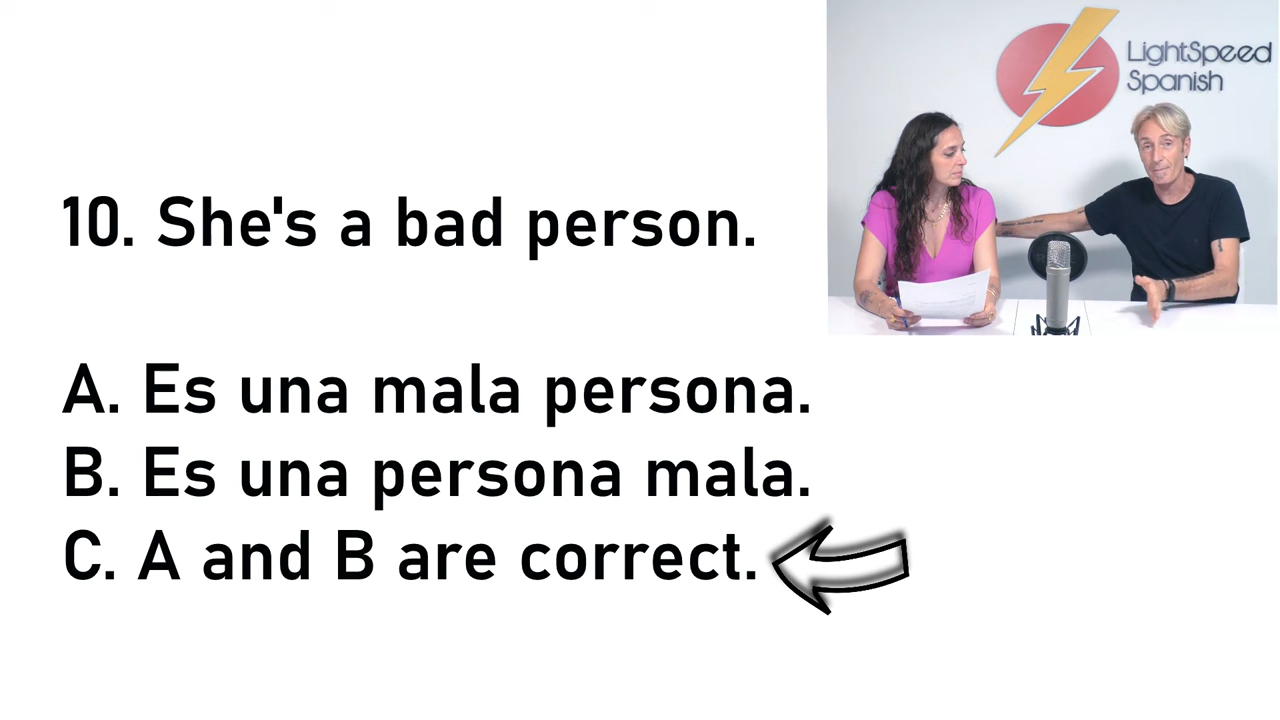 LightSpeed
Spanish
10. She's a bad person.
A. Es una mala persona.
B. Es una persona mala.
C. A and B are correct.